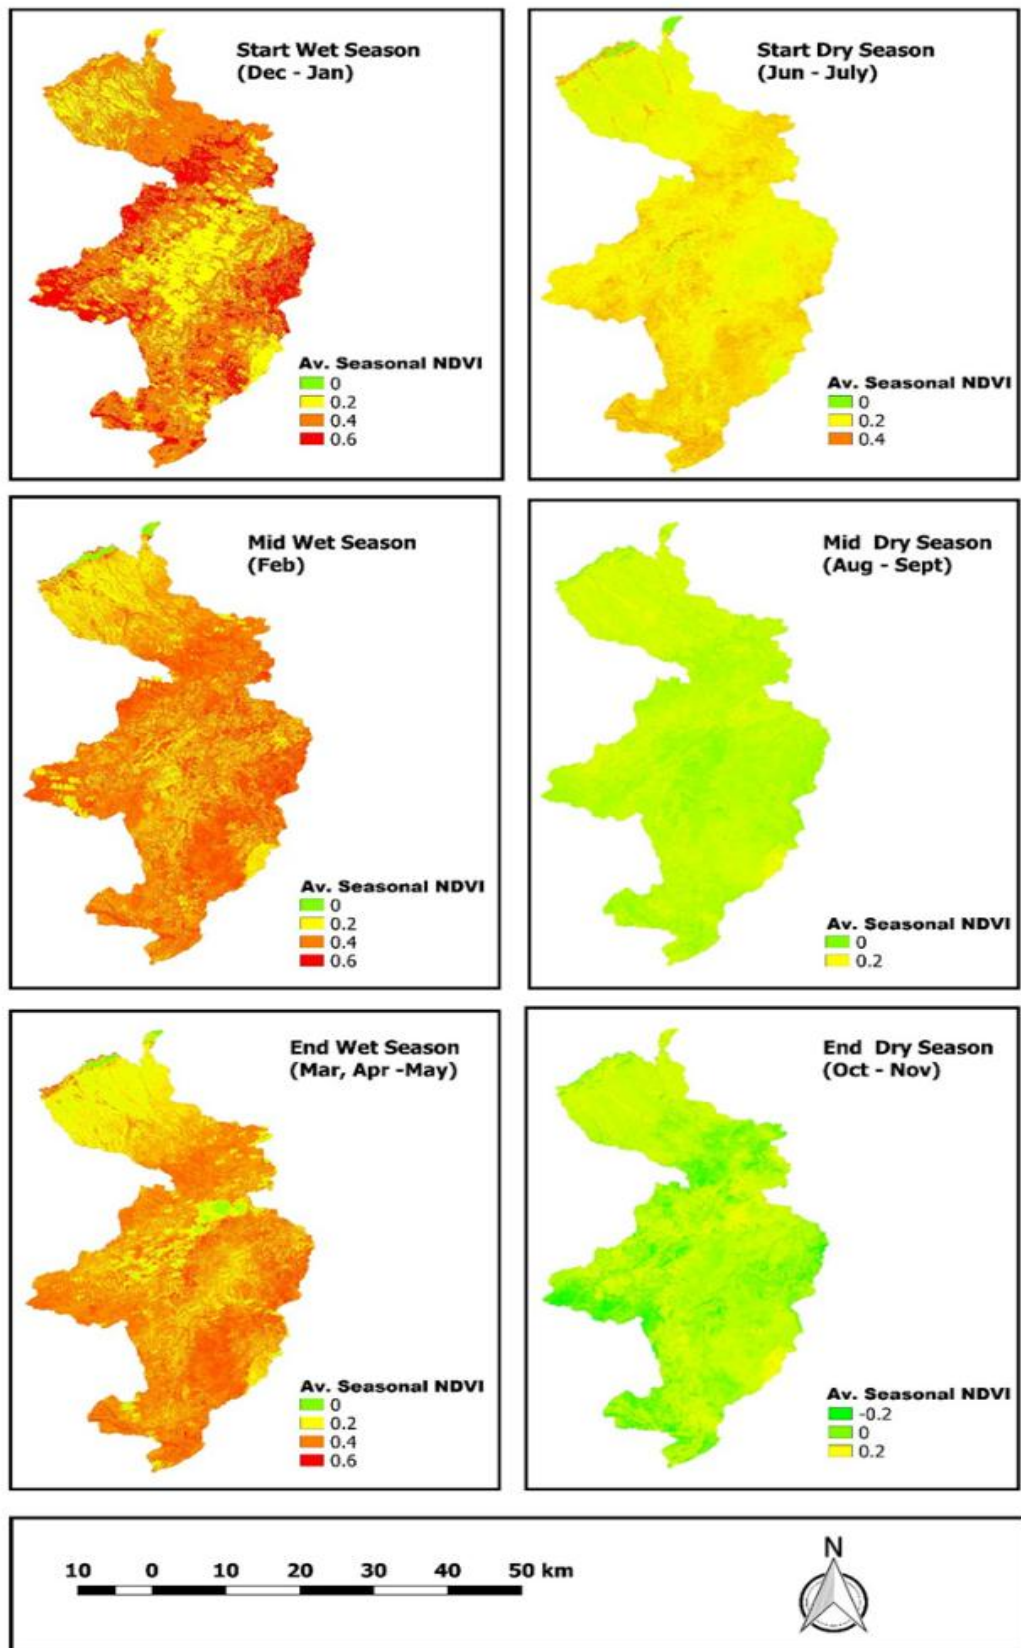 Start Wet Season
(Dec - Jan)
Av. Seasonal NDVI
0
0.2
0.4
0.6
Start Dry Season
(Jun - July)
Av. Seasonal NDVI
0
0.2
0.4
Mid Wet Season
(Feb)
Av. Seasonal NDVI
0
0.2
0.4
0.6
Mid Dry Season
(Aug - Sept)
Av. Seasonal NDVI
0
0.2
End Wet Season
(Mar, Apr -May)
Av. Seasonal NDVI
0
0.2
0.4
0.6
End Dry Season
(Oct - Nov)
Av. Seasonal NDVI
-0.2
0
0.2
10 0 10 20 30 40 50 km
N